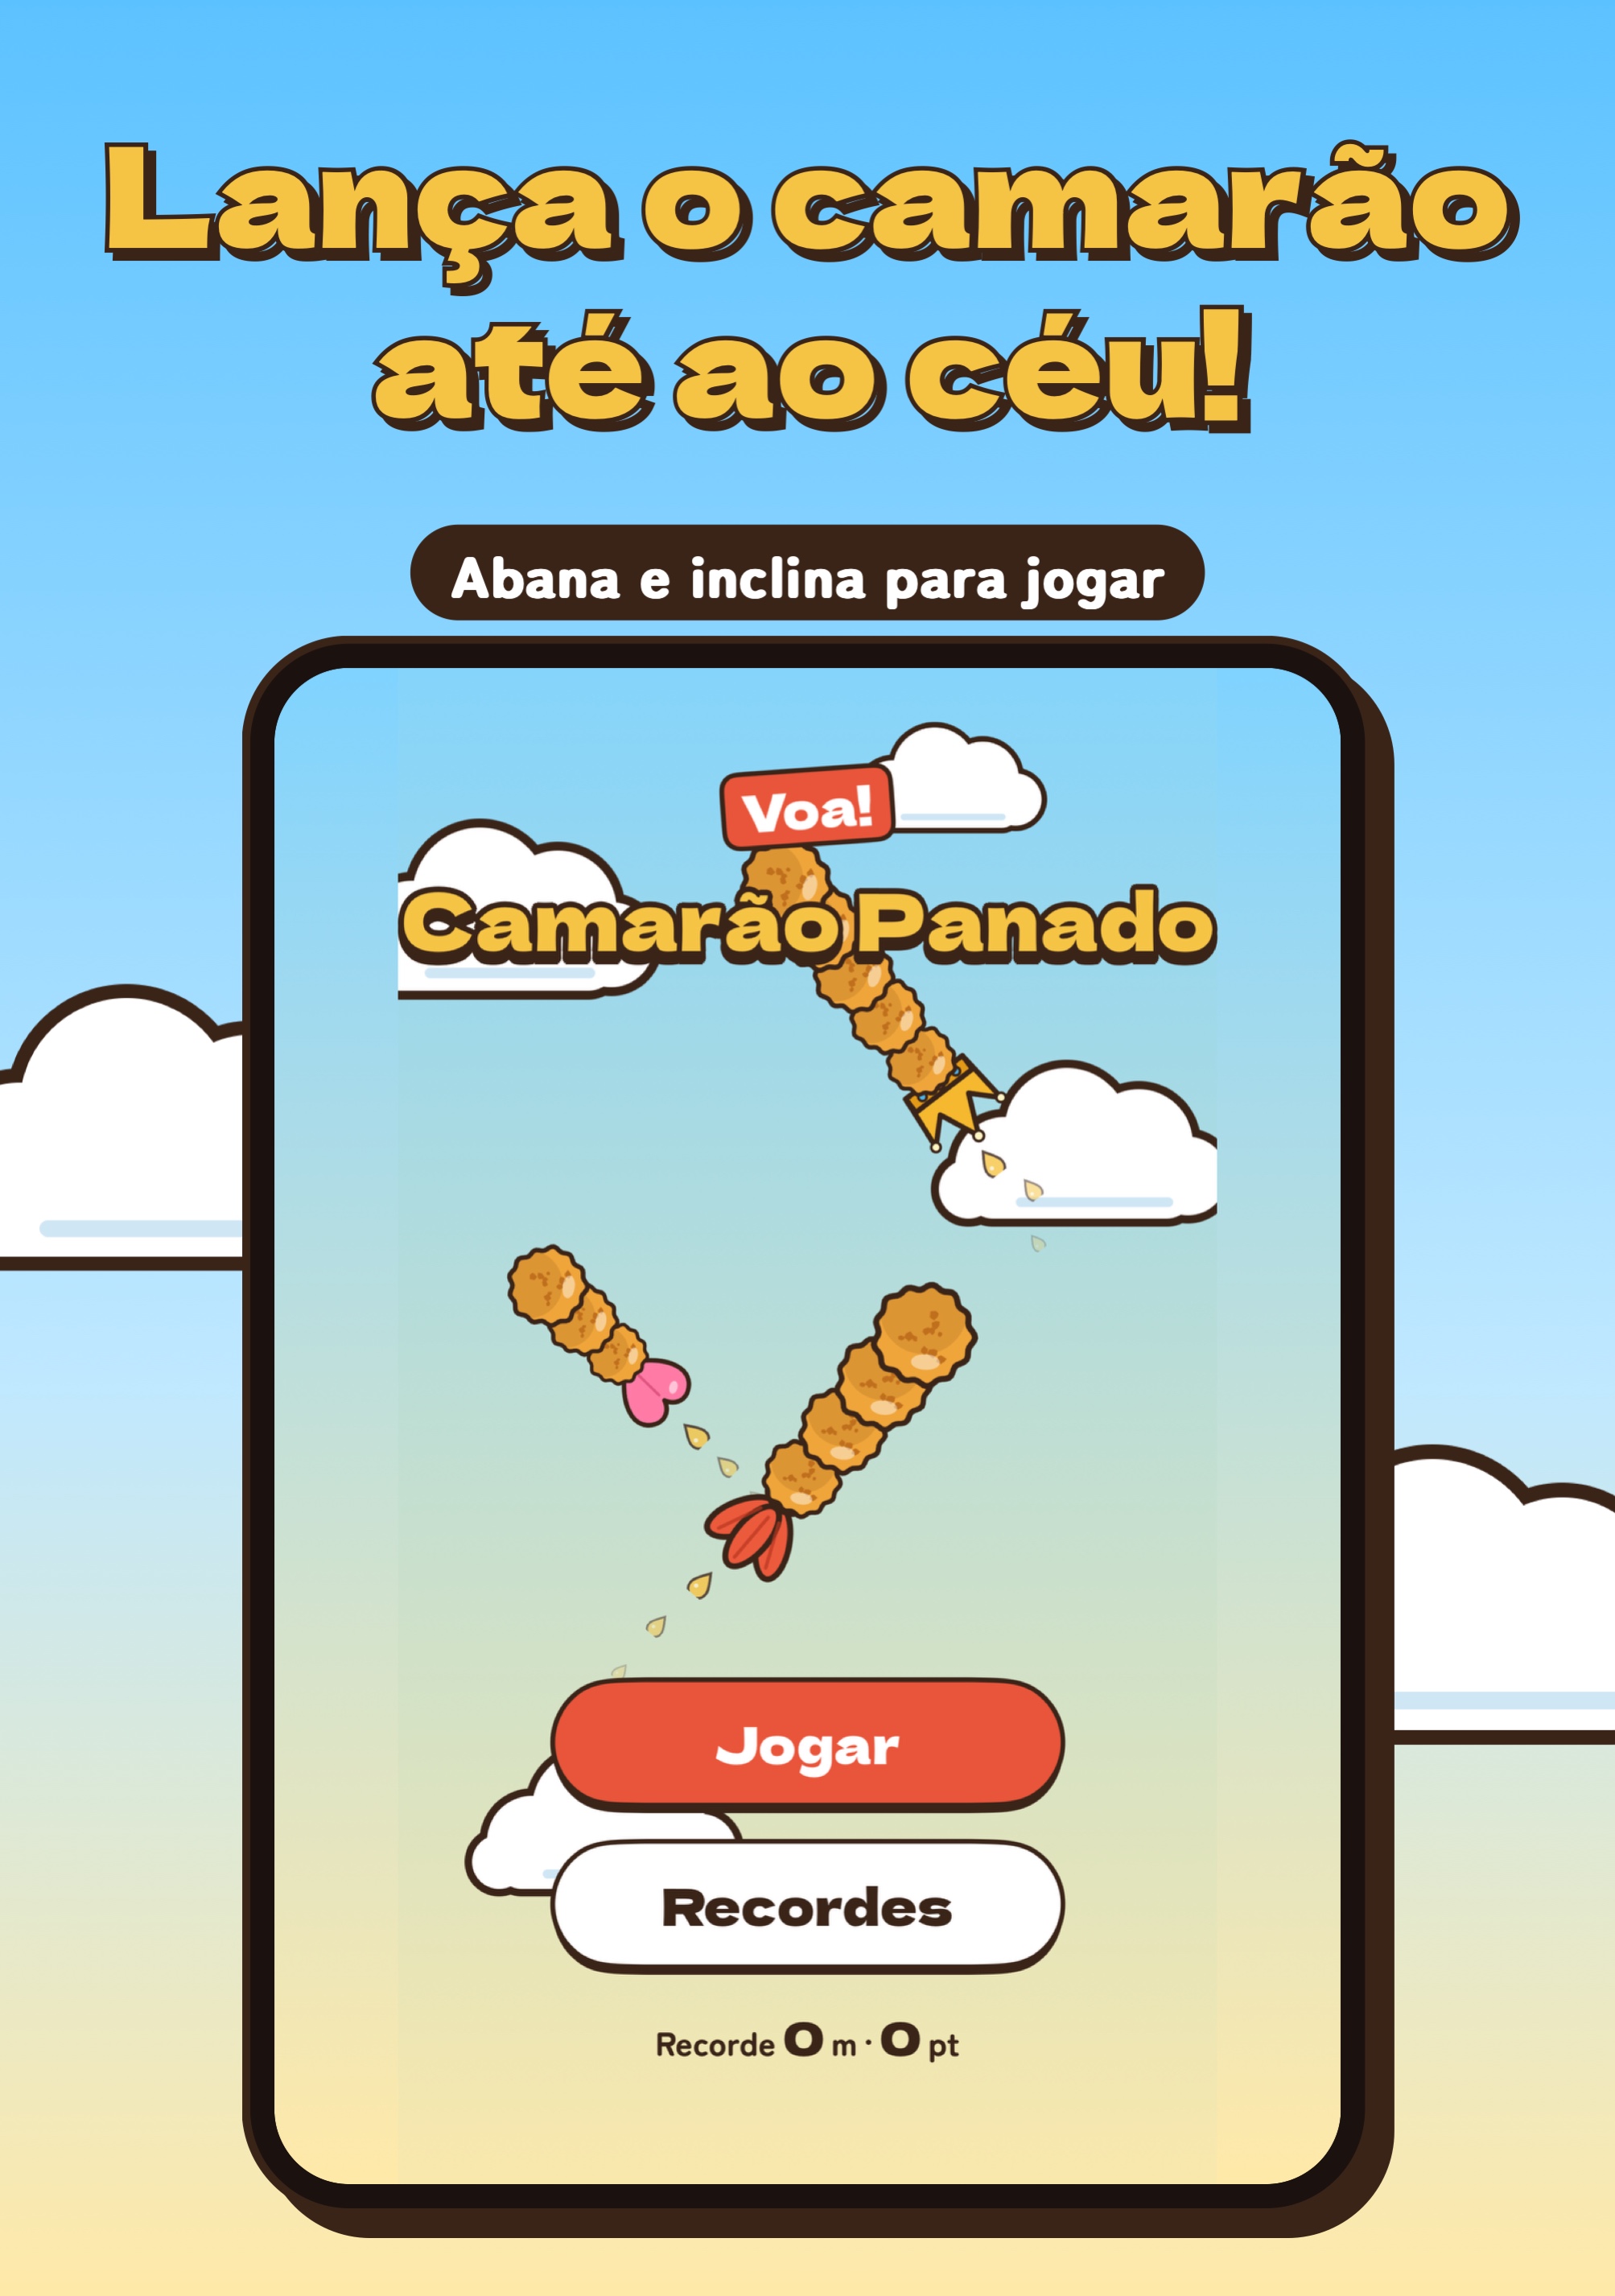 Lança o camarão
até ao céu!
Abana e inclina para jogar
Voa!
Camarão Panado
Jogar
Recordes
Recorde 0 m · 0 pt